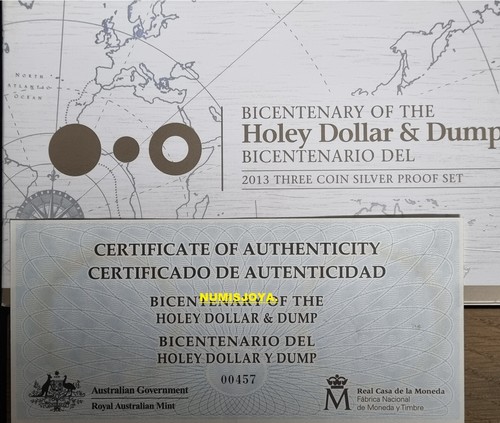 North
Atlantic
Ocean
BICENTENARY OF THE
Holey Dollar & Dump
BICENTENARIO DEL
2013 THREE COIN SILVER PROOF SET
CERTIFICATE OF AUTHENTICITY
CERTIFICADO DE AUTENTICIDAD
BICENTENARY OF THE
NUMISJOYA
HOLEY DOLLAR & DUMP
BICENTENARIO DEL
HOLEY DOLLAR Y DUMP
00457
Australian Government
Royal Australian Mint
M
Real Casa de la Moneda
Fábrica Nacional
de Moneda y Timbre